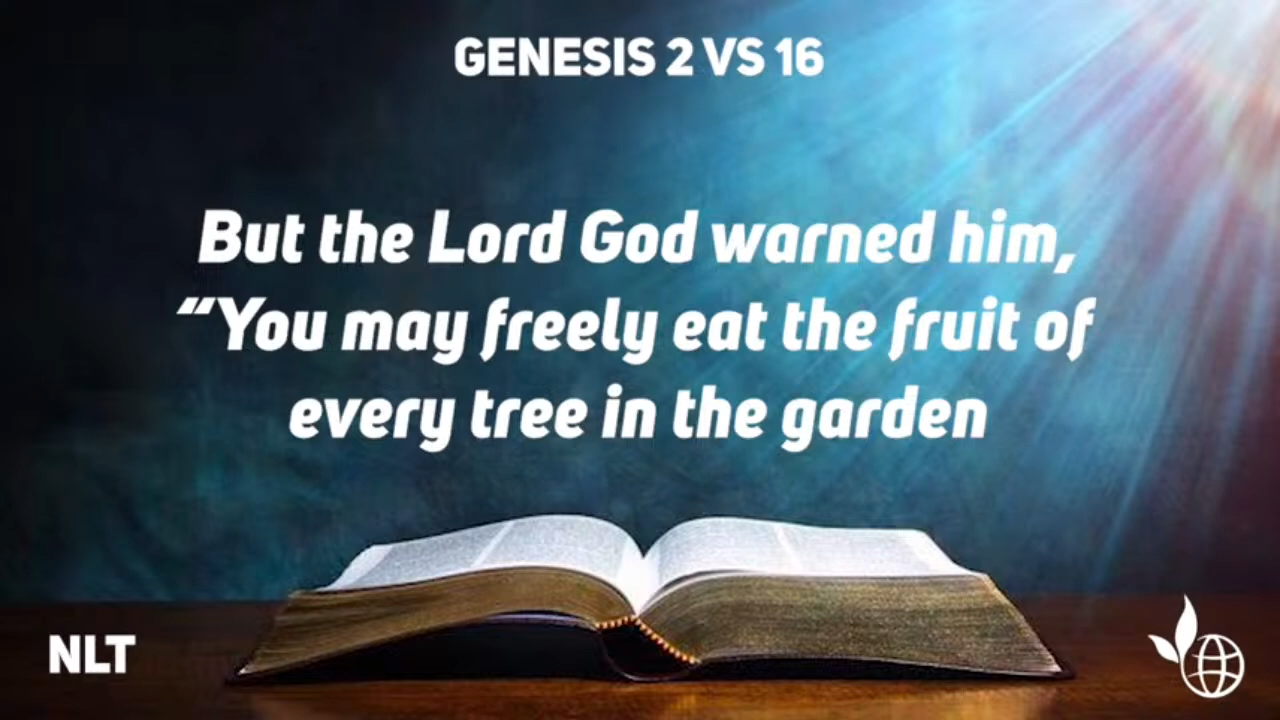 GENESIS 2 VS 16
But the Lord God warned him,
“You may freely eat the fruit of
every tree in the garden
NLT